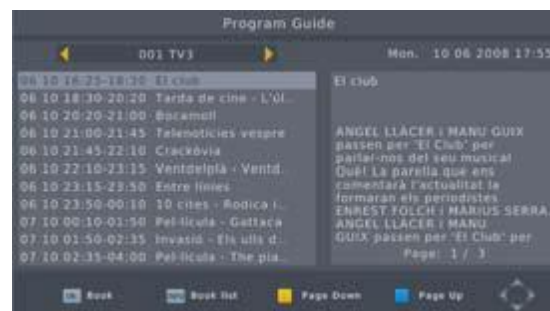 Program Guide
001 TV3
Mon. 10 06 2008 17:55
06 10 16:25-18:30 El club
06 10 18:30-20:20 Tarda de cine - L'úl..
06 10 20:20-21:00 Bocamoll
06 10 21:00-21:45 Telenotícies vespre
06 10 21:45-22:10 Crackòvia
06 10 22:10-23:15 Ventdelplà - Ventd..
06 10 23:15-23:50 Entre línies
06 10 23:50-00:10 10 cites - Rodica i..
07 10 00:10-01:50 Pel·lícula - Gattaca
07 10 01:50-02:35 Invasió - Els ulls d..
07 10 02:35-04:00 Pel·lícula - The pia..
El club
ANGEL LLÀCER i MANU GUIX
passen per 'El Club' per
parlar-nos del seu musical
Què! La parella que ens
comentarà l'actualitat la
formaran els periodistes
ENREST FOLCH i MÀRIUS SERRA
ANGEL LLÀCER i MANU
GUIX passen per 'El Club' per
Page: 1 / 3
OK Book
Book list
Page Down
Page Up